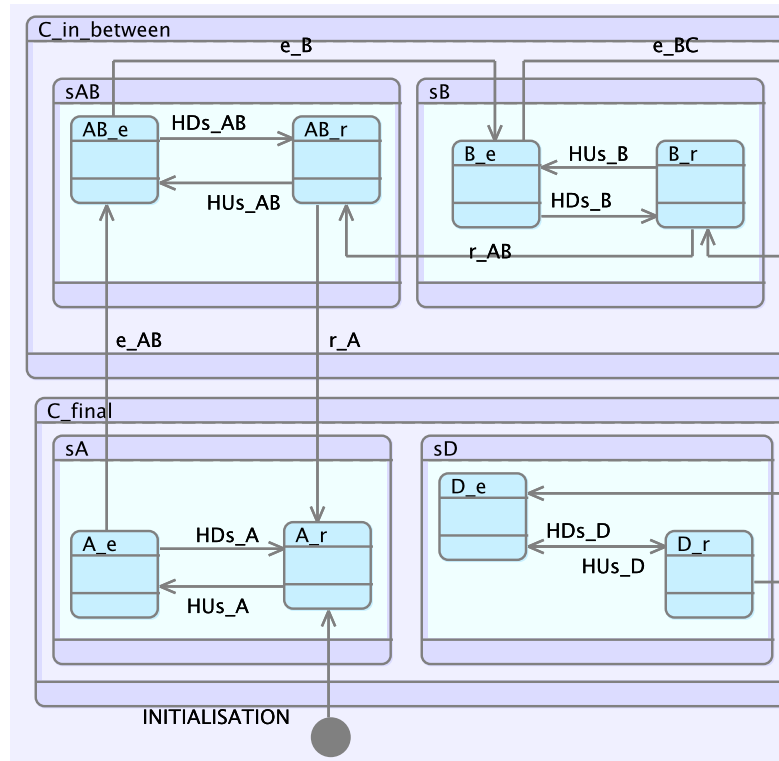 C_in_between
e_B
e_BC
sAB
sB
AB_e
HDs_AB
AB_r
HUs_AB
B_e
HUs_B
B_r
HDs_B
r_AB
e_AB
r_A
C_final
sA
sD
A_e
HDs_A
A_r
HUs_A
D_e
HDs_D
HUs_D
D_r
INITIALISATION